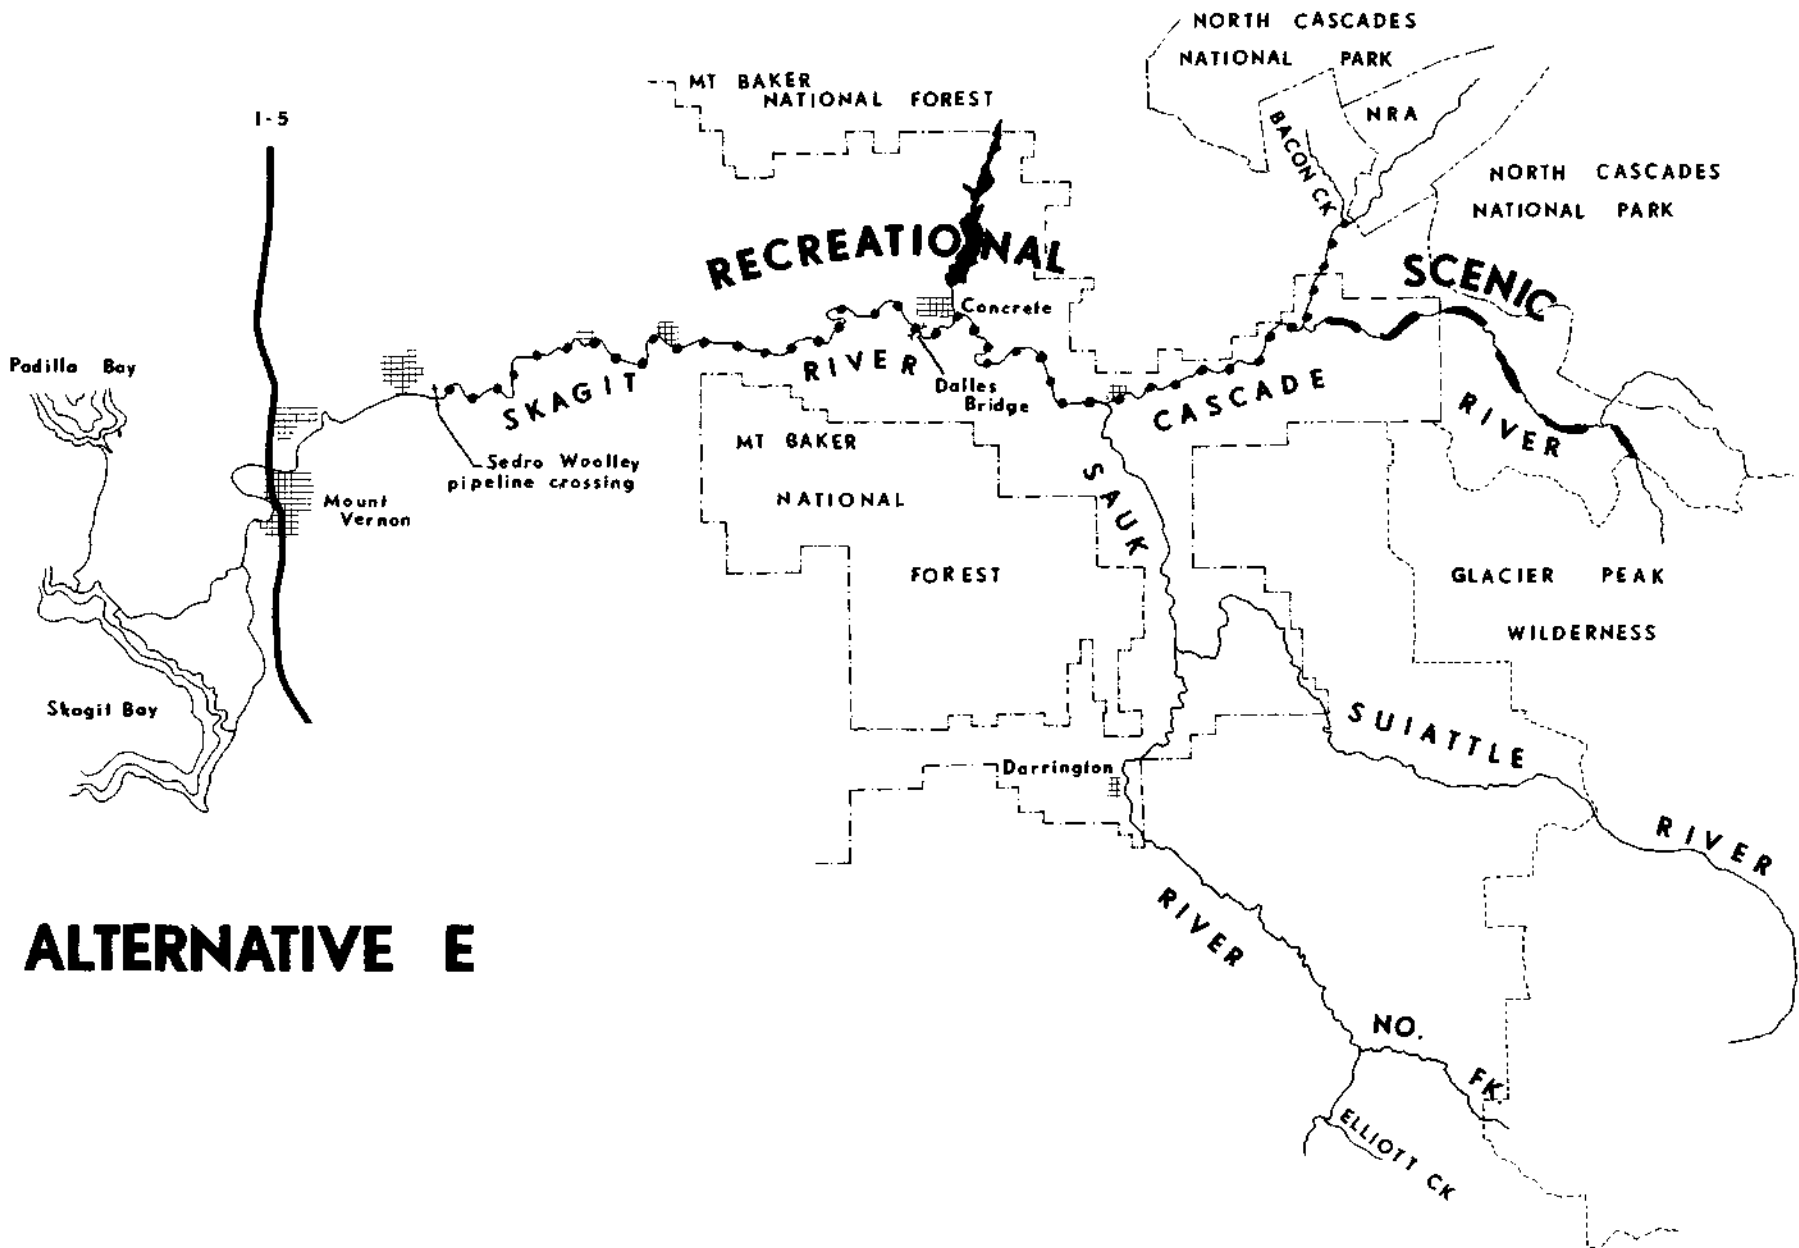 NORTH CASCADES
NATIONAL PARK
MT BAKER
NATIONAL FOREST
I-5
NRA
BACON CK
NORTH CASCADES
NATIONAL PARK
RECREATIONAL
SCENIC
Concrete
Padilla Bay
SKAGIT RIVER
Dalles
Bridge
CASCADE RIVER
MT BAKER
NATIONAL
FOREST
Sedro Woolley
pipeline crossing
Mount
Vernon
SAUK
GLACIER PEAK
WILDERNESS
Skagit Bay
SUIATTLE RIVER
Darrington
RIVER
ALTERNATIVE E
NO. FK.
ELLIOTT CK